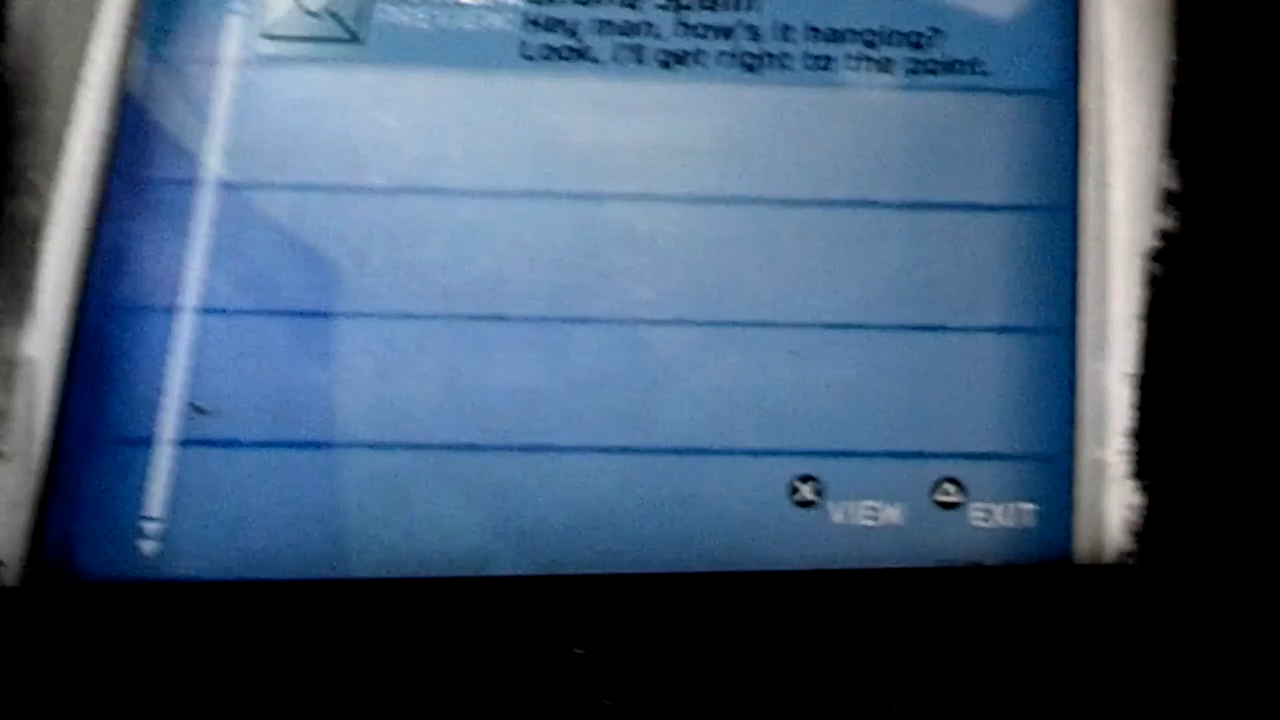 Hey, man, how's it hanging?
Look, I'll get right to the point.
VIEW EXIT